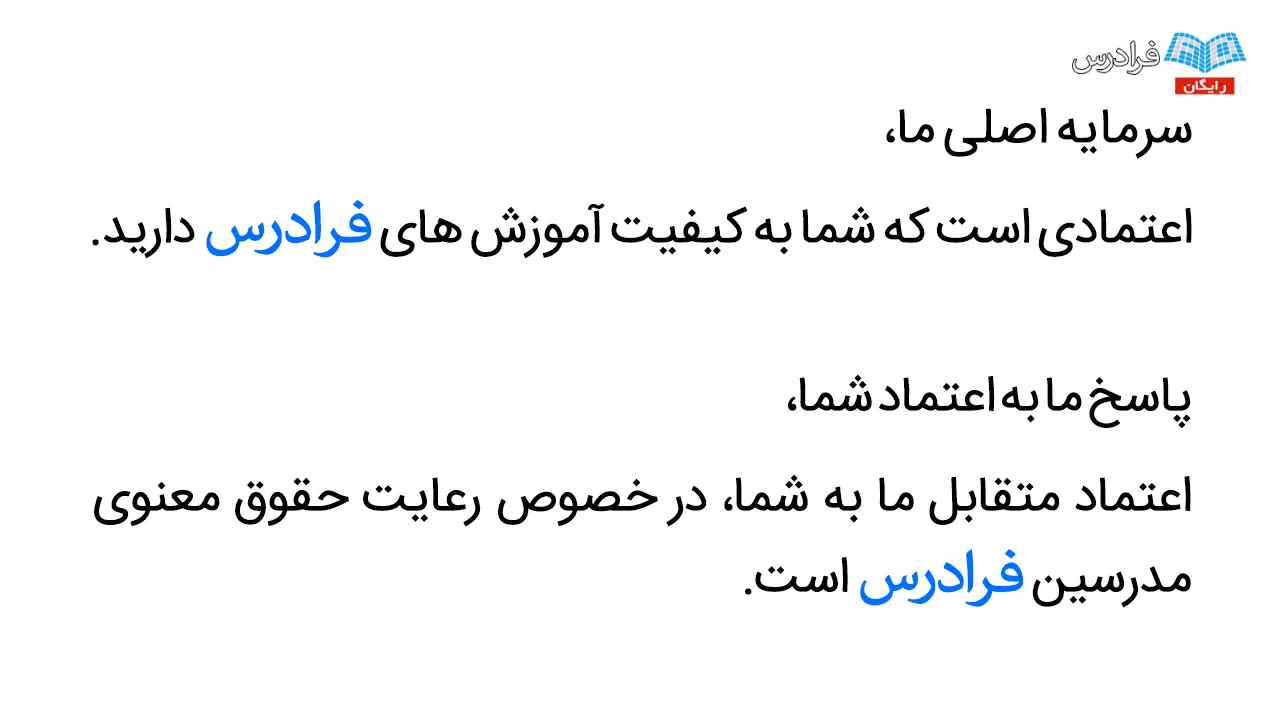 فرادرس
رایگان
سرمایه اصلی ما،
اعتمادی است که شما به کیفیت آموزش های فرادرس دارید.
پاسخ ما به اعتماد شما،
اعتماد متقابل ما به شما، در خصوص رعایت حقوق معنوی
مدرسین فرادرس است.